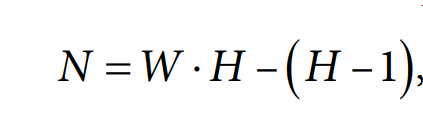 N = W · H – (H – 1),